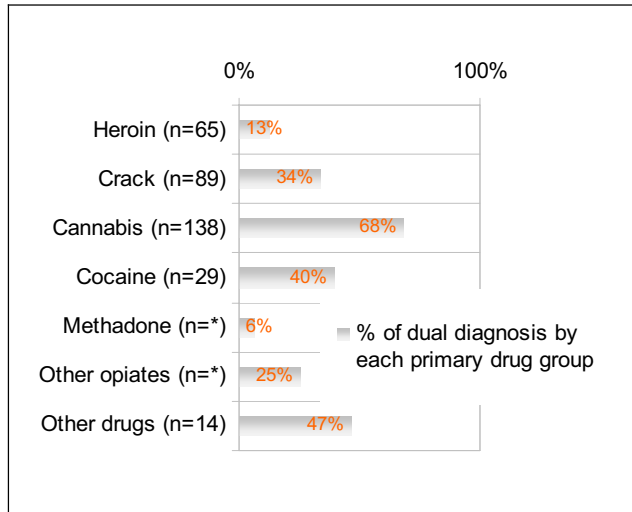 0% 100%
Heroin (n=65) 13%
Crack (n=89) 34%
Cannabis (n=138) 68%
Cocaine (n=29) 40%
Methadone (n=*) 6%
% of dual diagnosis by
each primary drug group
Other opiates (n=*) 25%
Other drugs (n=14) 47%